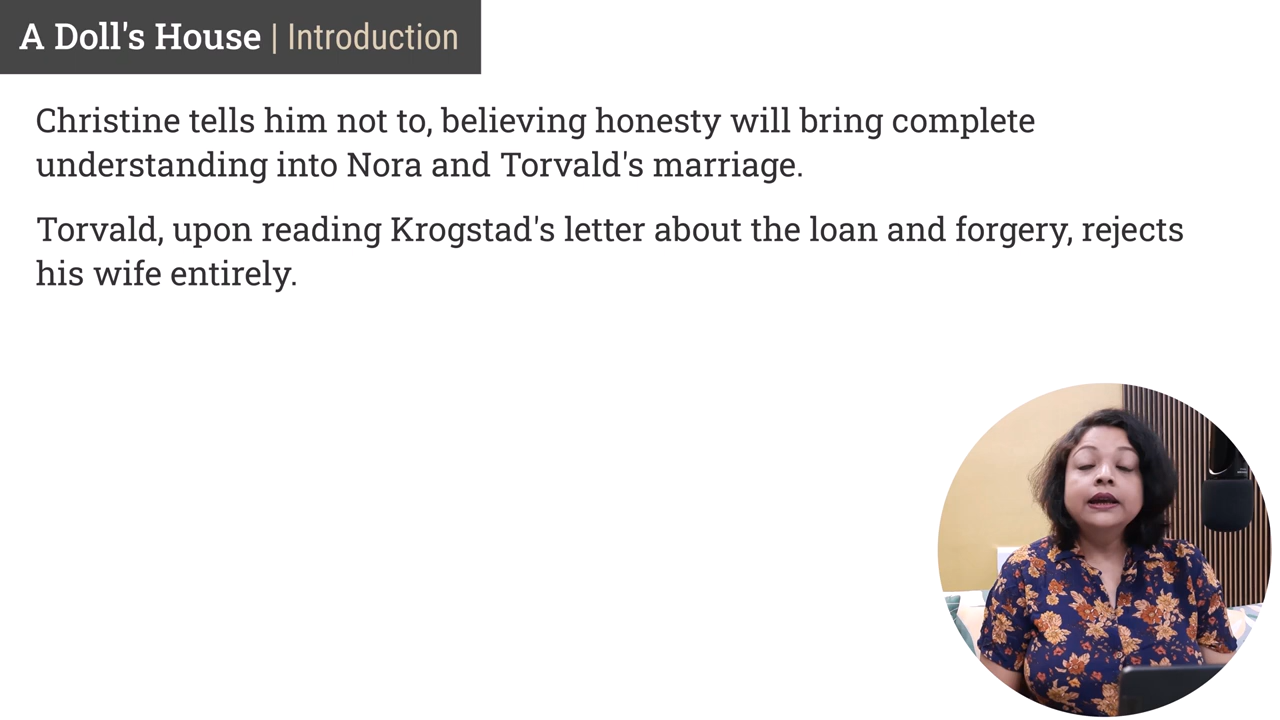 A Doll's House | Introduction
Christine tells him not to, believing honesty will bring complete
understanding into Nora and Torvald's marriage.
Torvald, upon reading Krogstad's letter about the loan and forgery, rejects
his wife entirely.